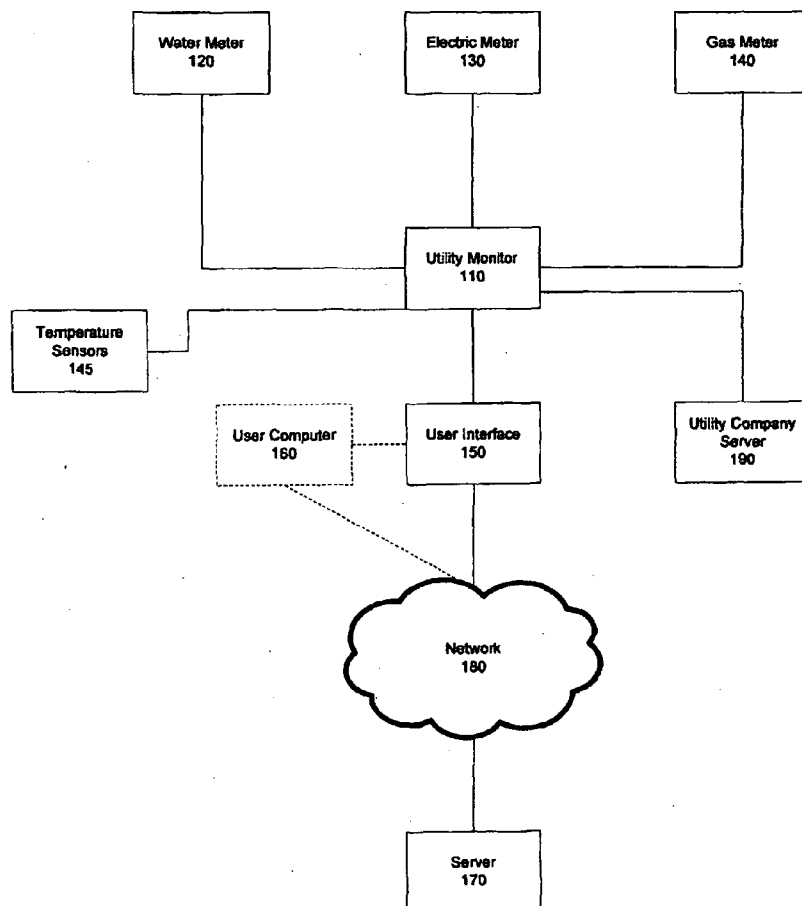 Water Meter
120
Electric Meter
130
Gas Meter
140
Utility Monitor
110
Temperature
Sensors
145
User Computer
160
User Interface
150
Utility Company
Server
190
Network
180
Server
170